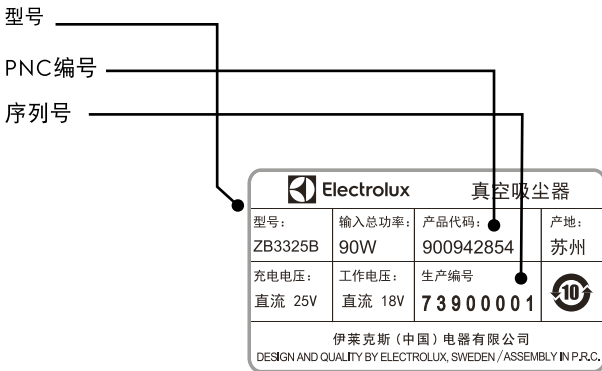 型号
PNC编号
序列号
Electrolux 真空吸尘器
型号: 输入总功率: 产品代码: 产地:
ZB3325B 90W 900942854 苏州
充电电压: 工作电压: 生产编号
直流 25V 直流 18V 73900001 10
伊莱克斯 (中国) 电器有限公司
DESIGN AND QUALITY BY ELECTROLUX, SWEDEN / ASSEMBLY IN P.R.C.